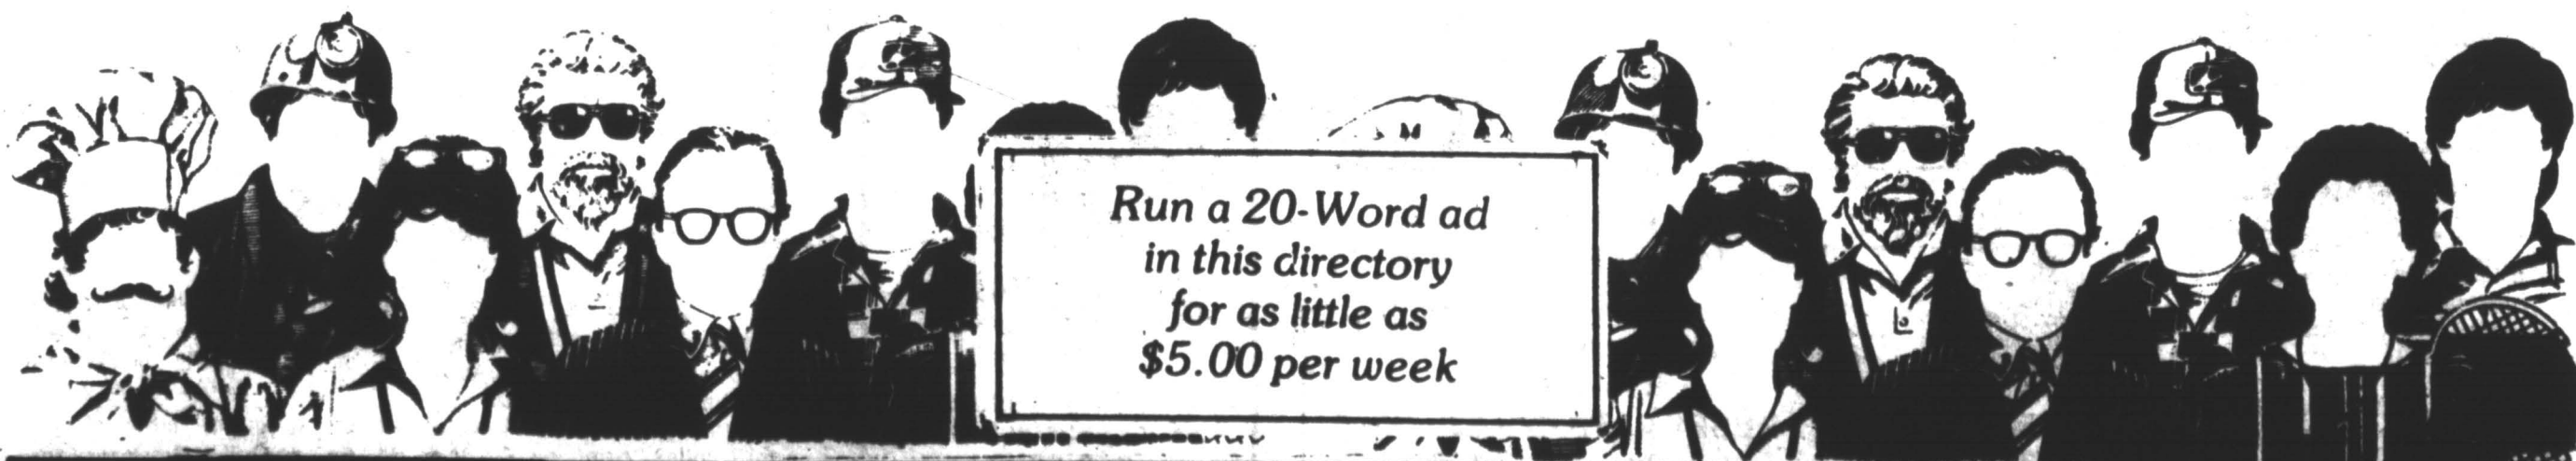 Run a 20-Word ad
in this directory
for as little as
$5.00 per week